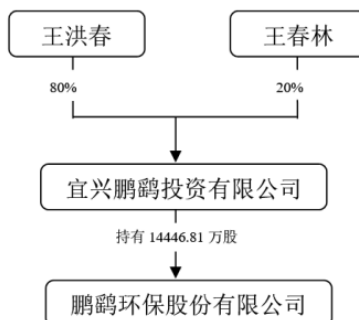 王洪春
王春林
80%
20%
宜兴鹏鹞投资有限公司
持有 14446.81 万股
鹏鹞环保股份有限公司